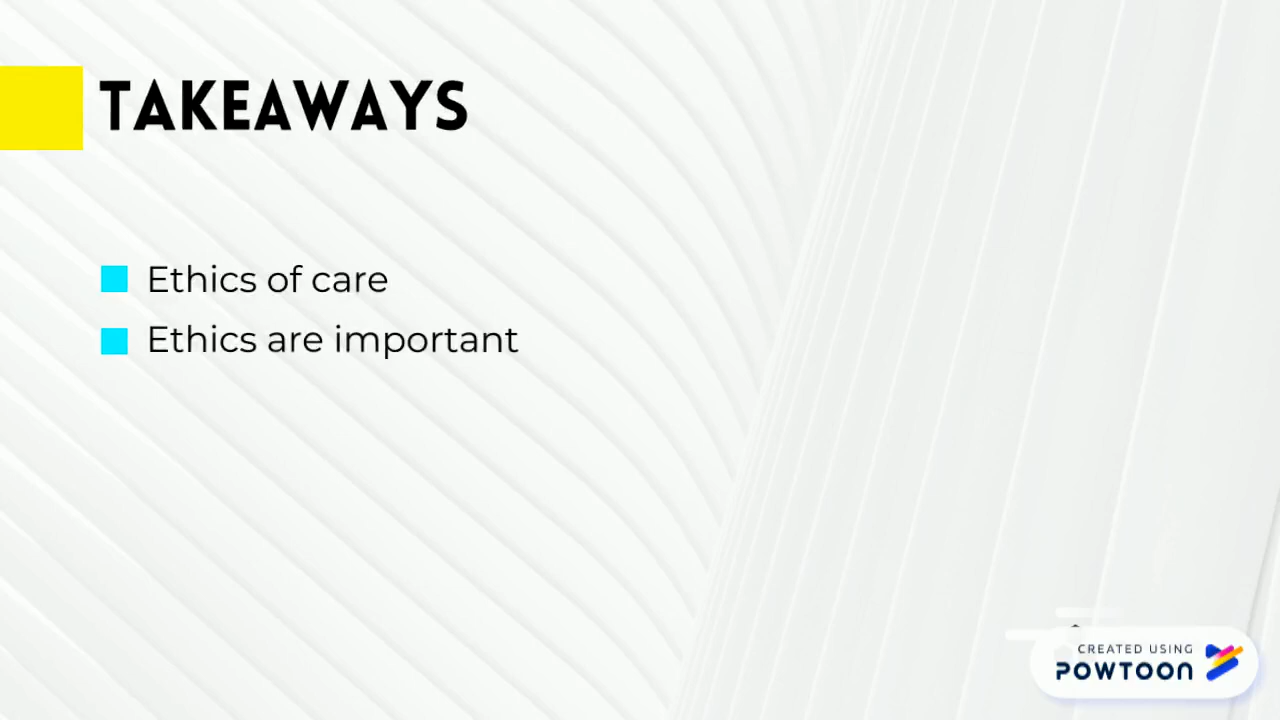 TAKEAWAYS
Ethics of care
Ethics are important
CREATED USING
POWTOON